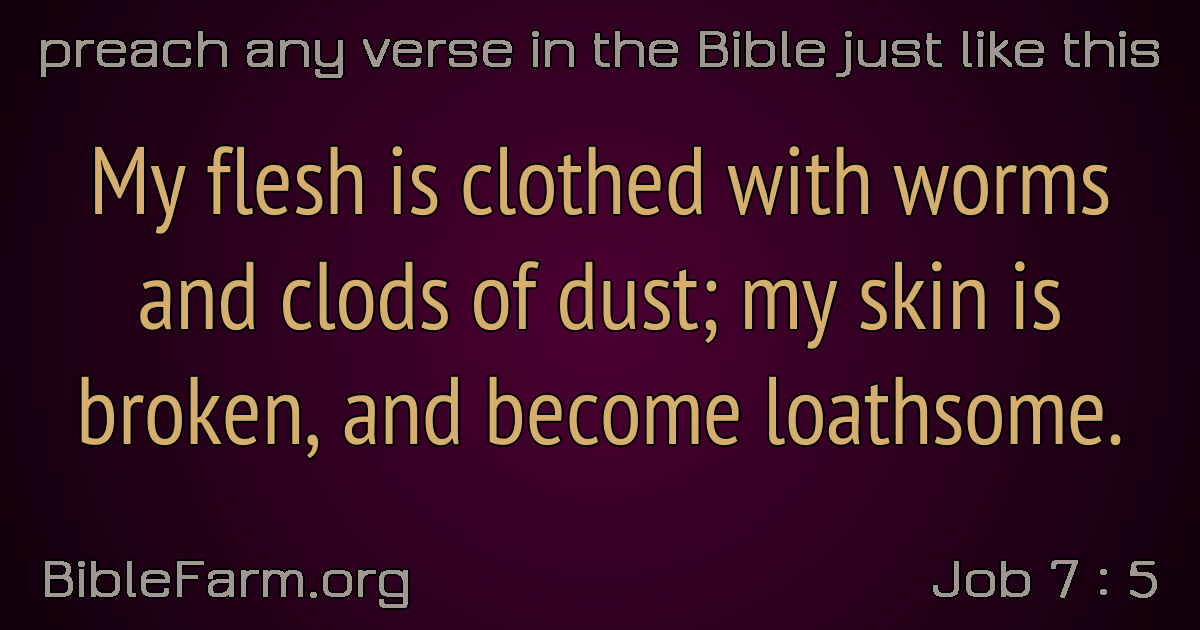 preach any verse in the Bible just like this
My flesh is clothed with worms
and clods of dust; my skin is
broken, and become loathsome.
BibleFarm.org
Job 7 : 5